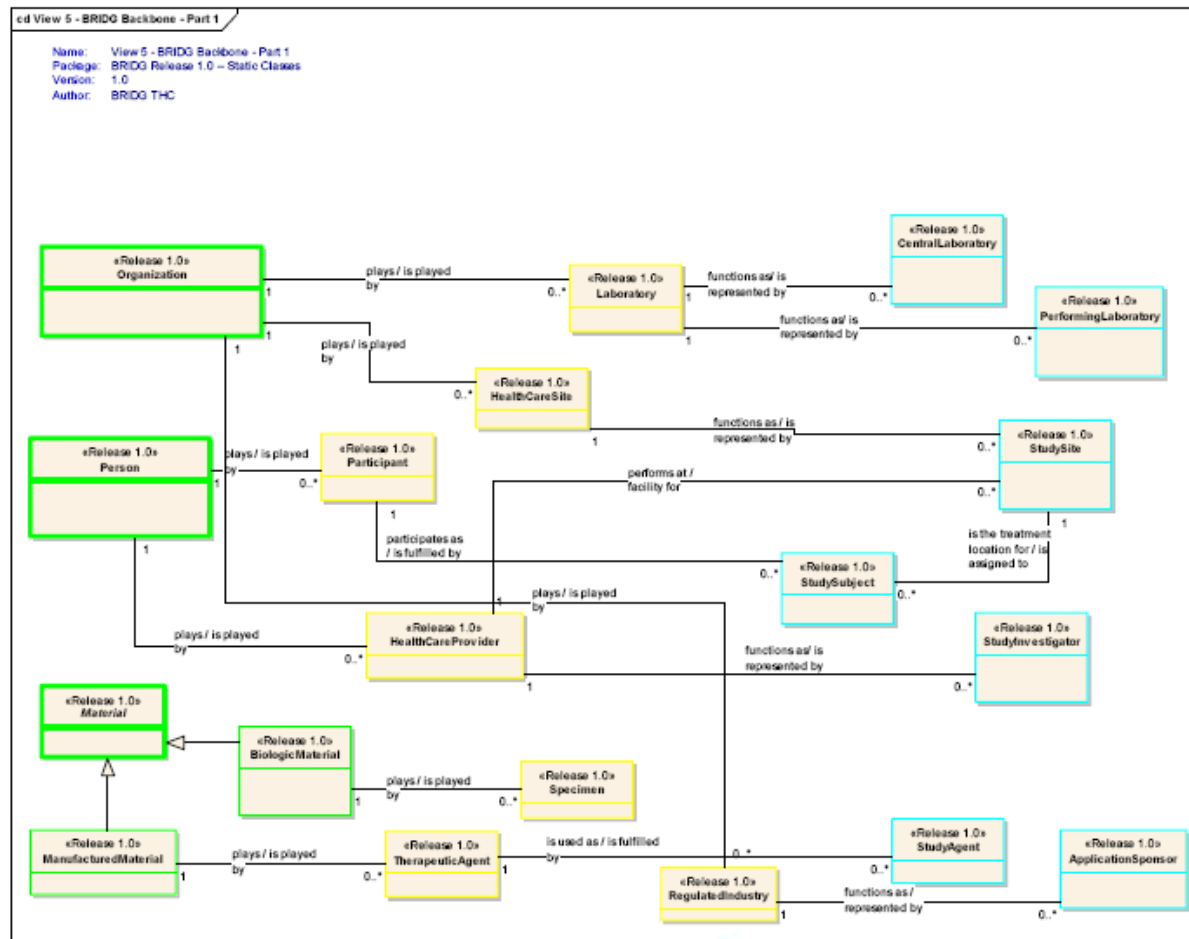 cd View 5 - BRIDG Backbone - Part 1
Name: View 5 - BRIDG Backbone - Part 1
Package: BRIDG Release 1.0 -- Static Classes
Version: 1.0
Author: BRIDG THC
«Release 1.0»
Organization
1
plays / is played
by
0..*
«Release 1.0»
Laboratory
1
functions as/ is
represented by
0..*
«Release 1.0»
CentralLaboratory
1
functions as/ is
represented by
0..*
«Release 1.0»
PerformingLaboratory
1
plays / is played
by
0..*
«Release 1.0»
HealthCareSite
1
functions as / is
represented by
0..*
«Release 1.0»
StudySite
1
«Release 1.0»
Person
1
plays / is played
by
0..*
«Release 1.0»
Participant
1
participates as
/ is fulfilled by
0..*
«Release 1.0»
StudySubject
0..*
is the treatment
location for / is
assigned to
1
performs at /
facility for
0..*
1
1
plays / is played
by
0..*
«Release 1.0»
HealthCareProvider
1
functions as/ is
represented by
0..*
«Release 1.0»
StudyInvestigator
plays / is played
by
«Release 1.0»
Material
«Release 1.0»
BiologicMaterial
1
plays / is played
by
0..*
«Release 1.0»
Specimen
«Release 1.0»
ManufacturedMaterial
1
plays / is played
by
0..*
«Release 1.0»
TherapeuticAgent
1
is used as / is fulfilled
by
0..*
0..*
«Release 1.0»
StudyAgent
«Release 1.0»
RegulatedIndustry
1
functions as /
represented by
0..*
«Release 1.0»
ApplicationSponsor